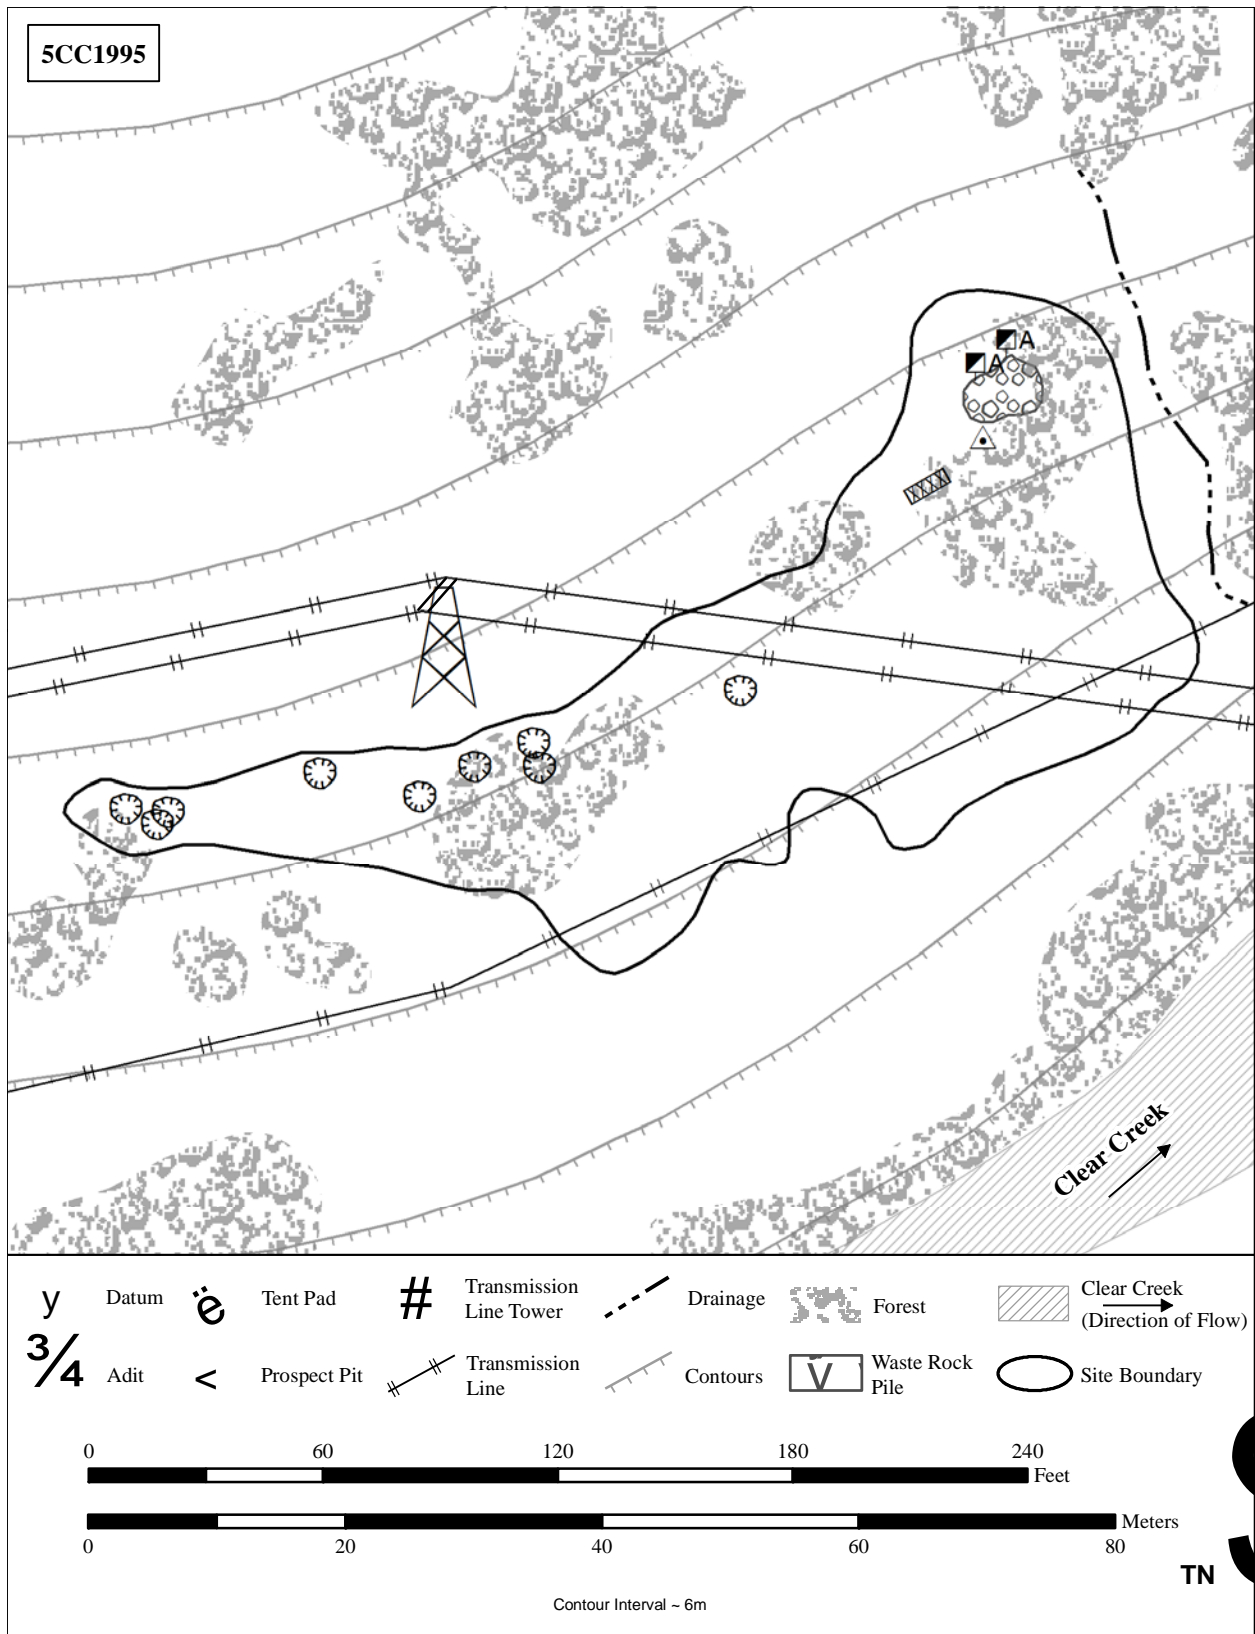 5CC1995
A
A
Clear Creek
y Datum
ë Tent Pad
# Transmission
Line Tower
Drainage
Forest
Clear Creek
(Direction of Flow)
¾ Adit
< Prospect Pit
Transmission
Line
Contours
V Waste Rock
Pile
Site Boundary
0 60 120 180 240
Feet
Meters
0 20 40 60 80
TN
Contour Interval ~ 6m